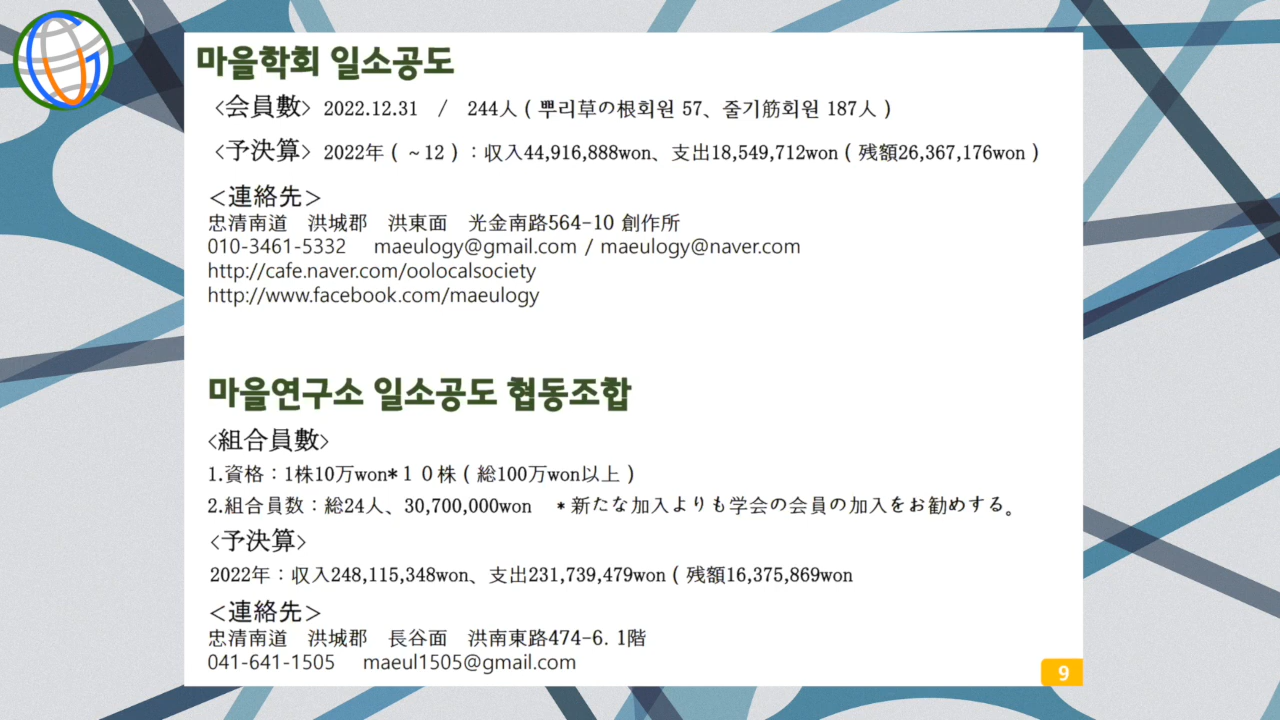 마을학회 일소공도
<会員數> 2022.12.31 / 244人 ( 뿌리草の根회원 57、줄기筋회원 187人 )
<予決算> 2022年 ( ~12 ) : 収入44,916,888won、支出18,549,712won ( 残額26,367,176won )
<連絡先>
忠清南道 洪城郡 洪東面 光金南路564-10 創作所
010-3461-5332 maeulogy@gmail.com / maeulogy@naver.com
http://cafe.naver.com/oolocalsociety
http://www.facebook.com/maeulogy
마을연구소 일소공도 협동조합
<組合員數>
1.資格：1株10万won*１０株 ( 総100万won以上 )
2.組合員数：総24人、30,700,000won *新たな加入よりも学会の会員の加入をお勧めする。
<予決算>
2022年：収入248,115,348won、支出231,739,479won ( 残額16,375,869won
<連絡先>
忠清南道 洪城郡 長谷面 洪南東路474-6. 1階
041-641-1505 maeul1505@gmail.com
9